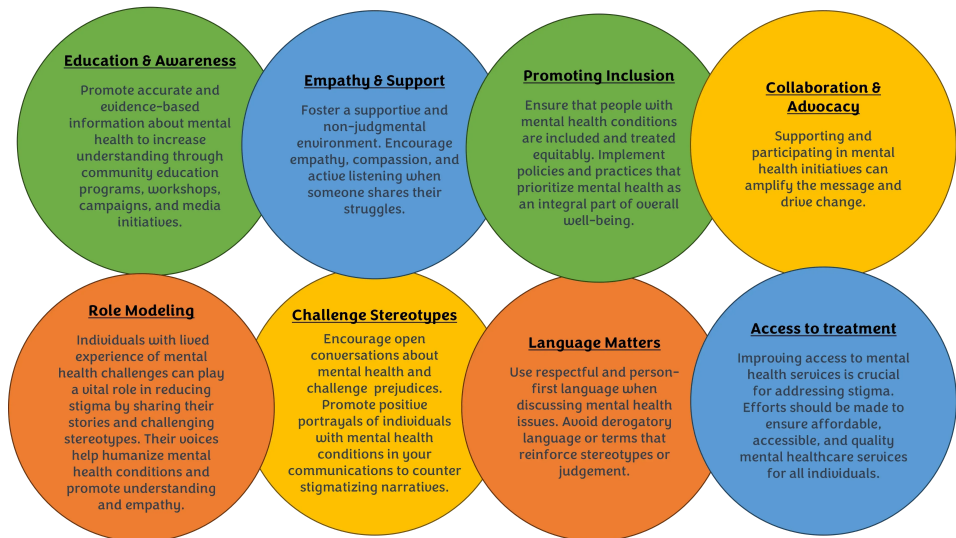 Education & Awareness
Promote accurate and
evidence-based
information about mental
health to increase
understanding through
community education
programs, workshops,
campaigns, and media
initiatives.
Empathy & Support
Foster a supportive and
non-judgmental
environment. Encourage
empathy, compassion, and
active listening when
someone shares their
struggles.
Promoting Inclusion
Ensure that people with
mental health conditions
are included and treated
equitably. Implement
policies and practices that
prioritize mental health as
an integral part of overall
well-being.
Collaboration &
Advocacy
Supporting and
participating in mental
health initiatives can
amplify the message and
drive change.
Role Modeling
Individuals with lived
experience of mental
health challenges can play
a vital role in reducing
stigma by sharing their
stories and challenging
stereotypes. Their voices
help humanize mental
health conditions and
promote understanding
and empathy.
Challenge Stereotypes
Encourage open
conversations about
mental health and
challenge prejudices.
Promote positive
portrayals of individuals
with mental health
conditions in your
communications to counter
stigmatizing narratives.
Language Matters
Use respectful and person-
first language when
discussing mental health
issues. Avoid derogatory
language or terms that
reinforce stereotypes or
judgement.
Access to treatment
Improving access to mental
health services is crucial
for addressing stigma.
Efforts should be made to
ensure affordable,
accessible, and quality
mental healthcare services
for all individuals.